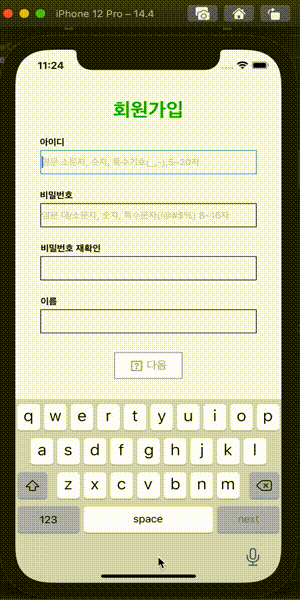 iPhone 12 Pro – 14.4
11:24
회원가입
아이디
영문 소문자, 숫자, 특수기호(_,-),5~20자
비밀번호
영문 대/소문자, 숫자, 특수문자(!@#$%) 8~16자
비밀번호 재확인
이름
다음
q w e r t y u i o p
a s d f g h j k l
z x c v b n m
123 space next